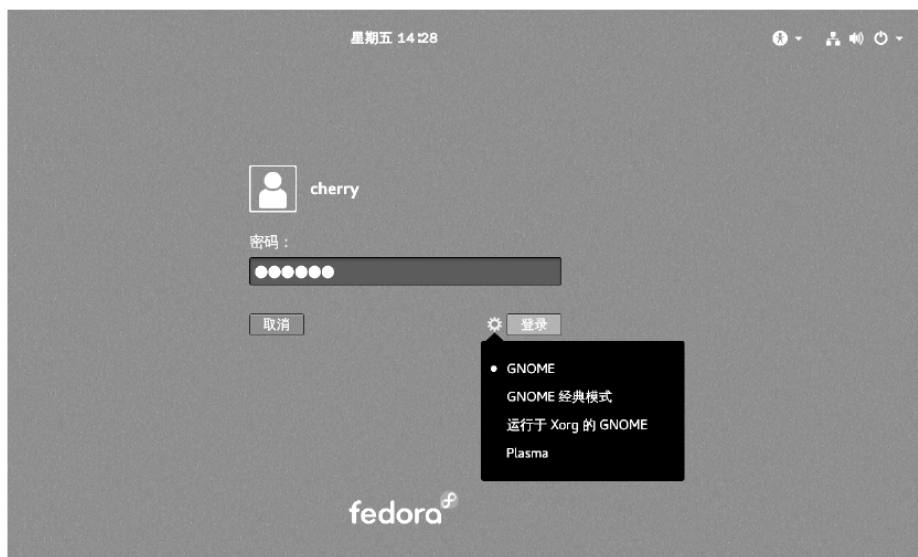 星期五 14:28
cherry
密码：
●●●●●●
取消
登录
GNOME
GNOME 经典模式
运行于 Xorg 的 GNOME
Plasma
fedora